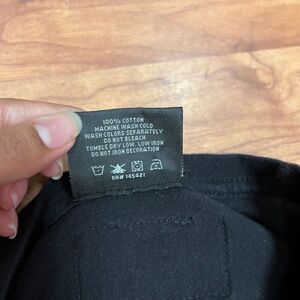 100% COTTON
MACHINE WASH COLD
WASH COLORS SEPARATELY
DO NOT BLEACH
TUMBLE DRY LOW, LOW IRON
DO NOT IRON DECORATION
RN# 145421